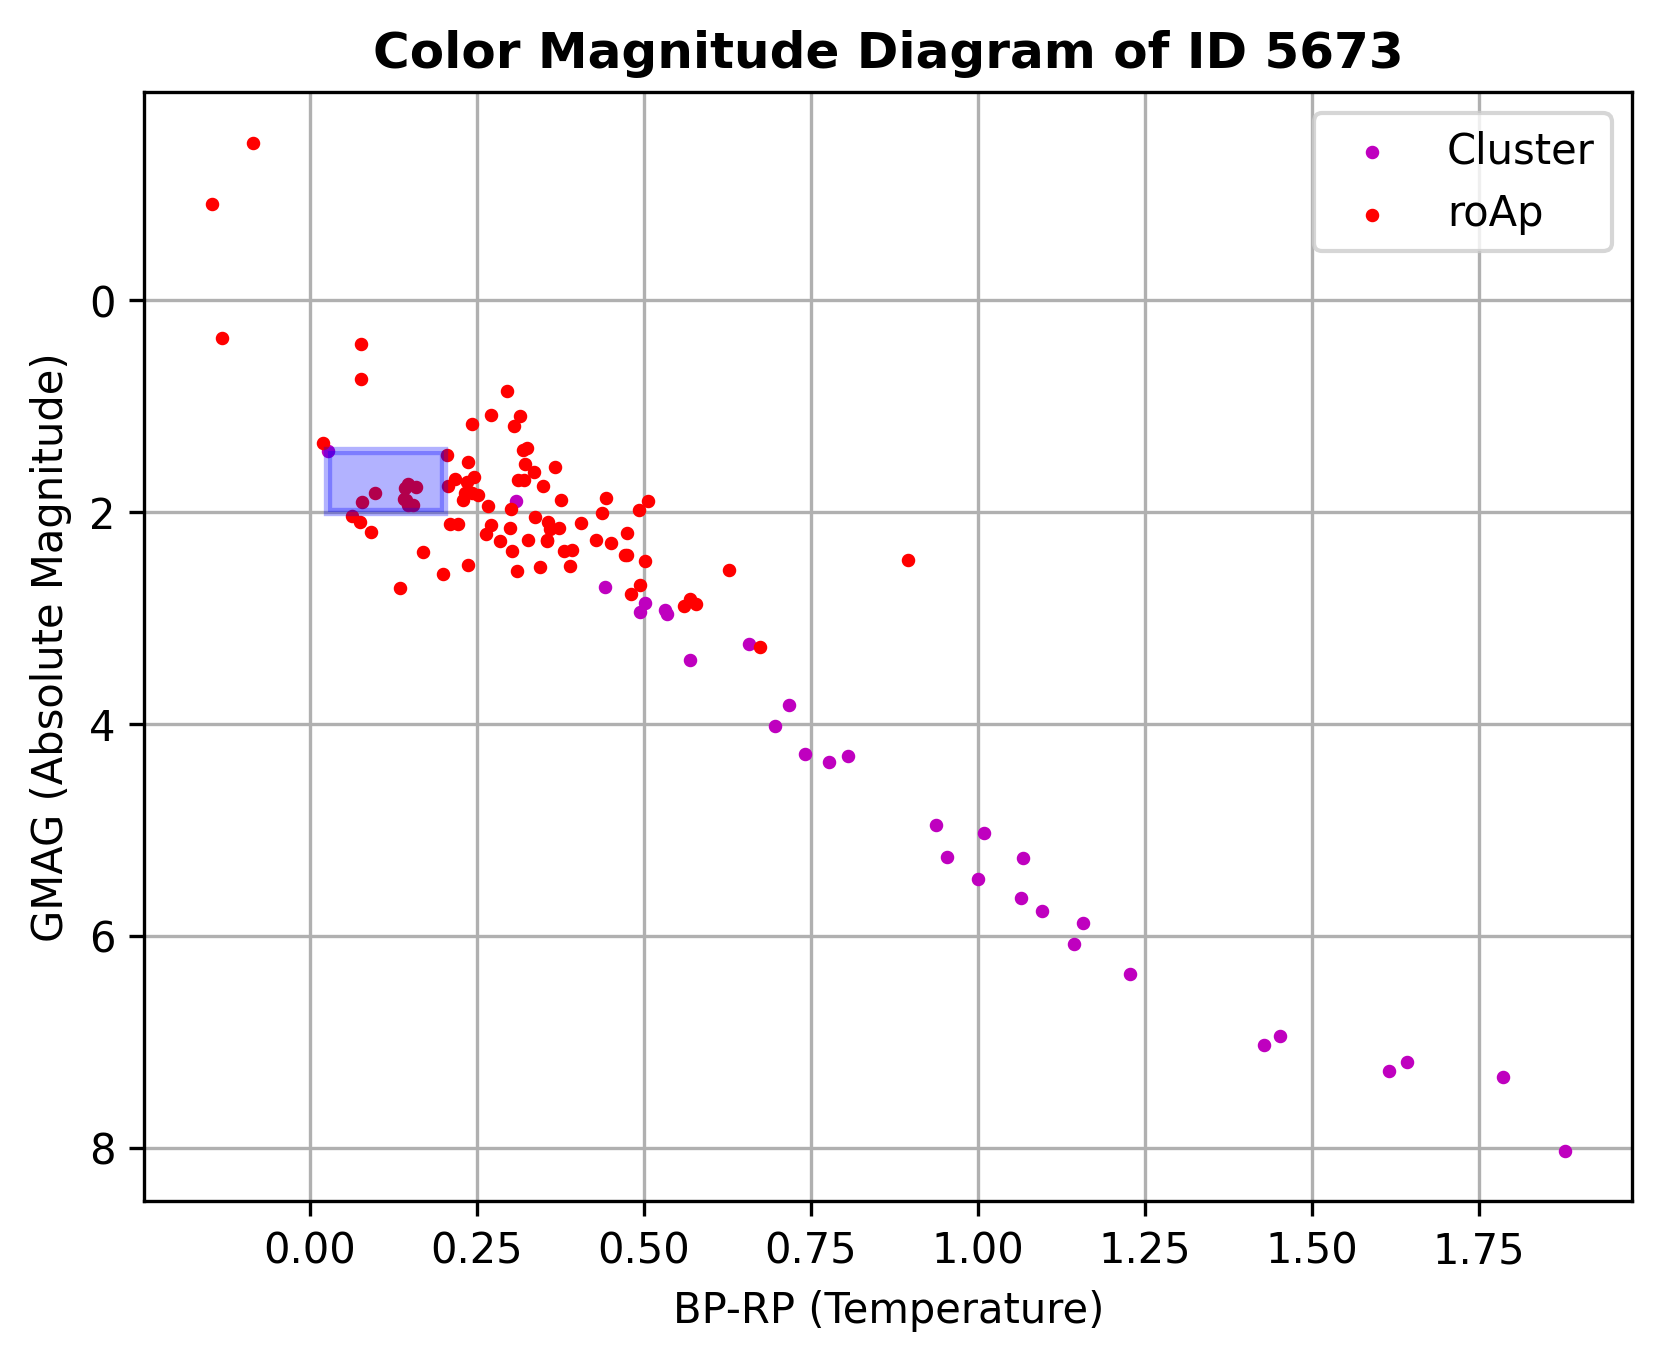 Color Magnitude Diagram of ID 5673
Cluster
roAp
GMAG (Absolute Magnitude)
0
2
4
6
8
0.00 0.25 0.50 0.75 1.00 1.25 1.50 1.75
BP-RP (Temperature)